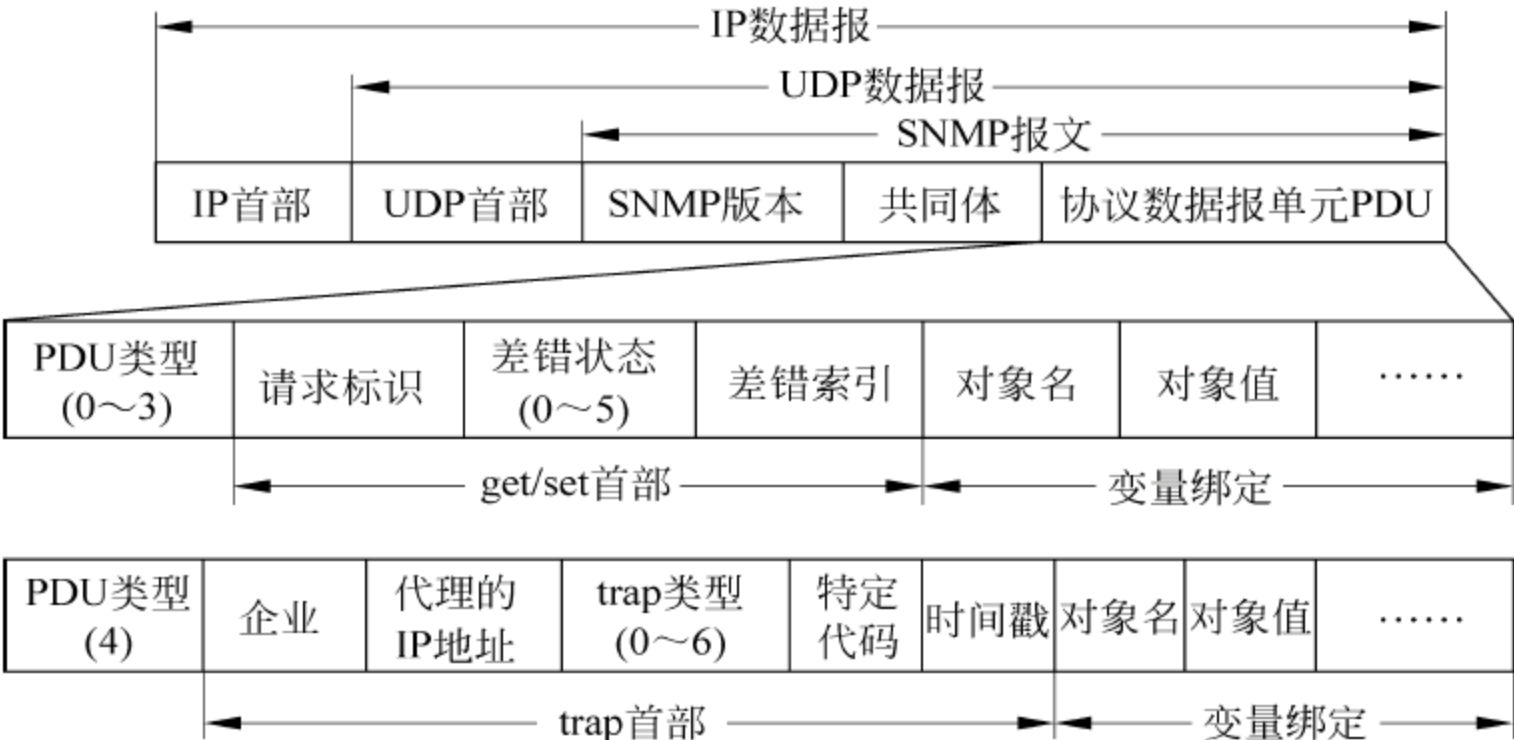 IP数据报
UDP数据报
SNMP报文
IP首部 UDP首部 SNMP版本 共同体 协议数据报单元PDU
PDU类型 (0～3) 请求标识 差错状态 (0～5) 差错索引 对象名 对象值 ……
get/set首部 变量绑定
PDU类型 (4) 企业 代理的 IP地址 trap类型 (0～6) 特定 代码 时间戳 对象名 对象值 ……
trap首部 变量绑定